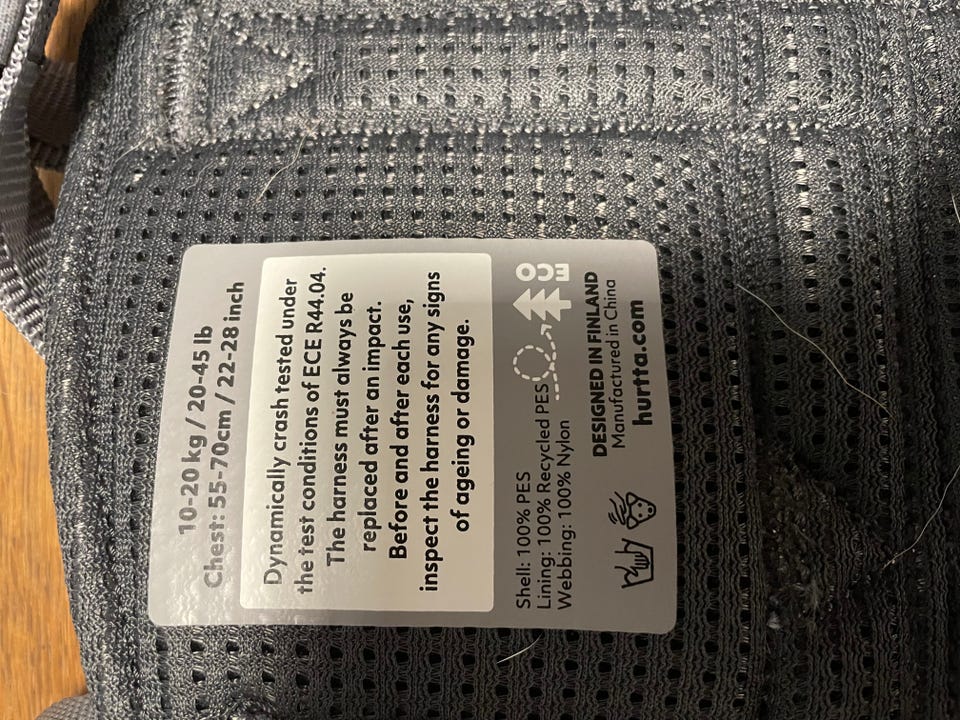 10-20 kg / 20-45 lb
Chest: 55-70cm / 22-28 inch
Dynamically crash tested under
the test conditions of ECE R44.04.
The harness must always be
replaced after an impact.
Before and after each use,
inspect the harness for any signs
of ageing or damage.
Shell: 100% PES
Lining: 100% Recycled PES
Webbing: 100% Nylon
CE
DESIGNED IN FINLAND
Manufactured in China
hurtta.com